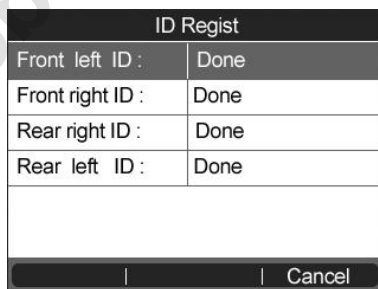 ID Regist
Front left ID : Done
Front right ID : Done
Rear right ID : Done
Rear left ID : Done
Cancel